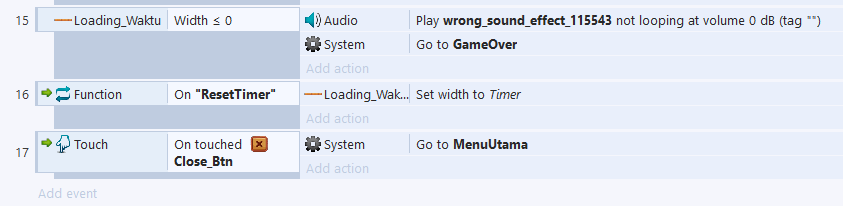 15 Loading_Waktu Width ≤ 0 Audio Play wrong_sound_effect_115543 not looping at volume 0 dB (tag "")
System Go to GameOver
Add action
16 Function On "ResetTimer" Loading_Wak... Set width to Timer
Add action
17 Touch On touched Close_Btn System Go to MenuUtama
Add action
Add event